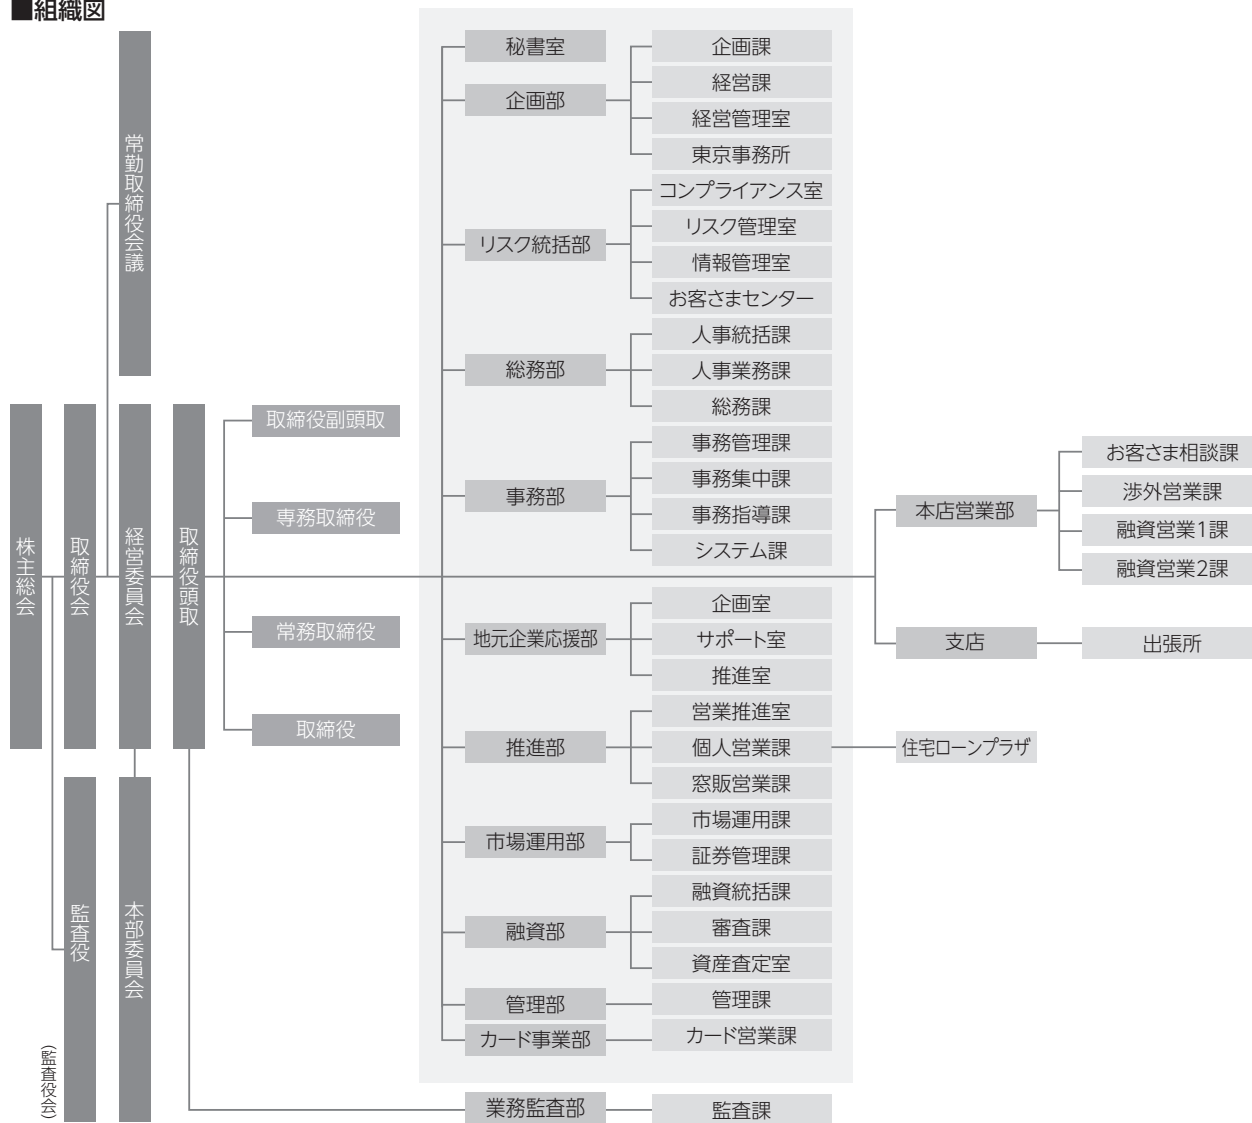 ■組織図
常勤取締役会議
株主総会
取締役会
経営委員会
取締役頭取
監査役
(監査役会)
本部委員会
取締役副頭取
専務取締役
常務取締役
取締役
秘書室
企画部
企画課
経営課
経営管理室
東京事務所
リスク統括部
コンプライアンス室
リスク管理室
情報管理室
お客さまセンター
総務部
人事統括課
人事業務課
総務課
事務部
事務管理課
事務集中課
事務指導課
システム課
地元企業応援部
企画室
サポート室
推進室
推進部
営業推進室
個人営業課
窓販営業課
住宅ローンプラザ
市場運用部
市場運用課
証券管理課
融資部
融資統括課
審査課
資産査定室
管理部
管理課
カード事業部
カード営業課
業務監査部
監査課
本店営業部
お客さま相談課
渉外営業課
融資営業1課
融資営業2課
支店
出張所